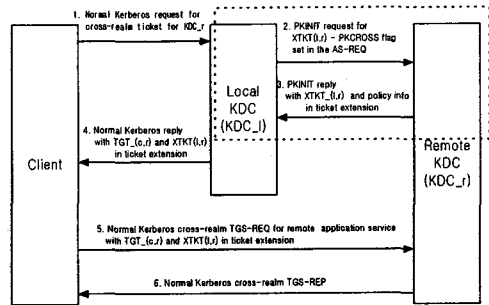 1. Normal Kerberos request for
cross-realm ticket for KDC_r
2. PKINIT request for
XTKT(l,r) - PKCROSS flag
set in the AS-REQ
3. PKINIT reply
with XTKT_(l,r) and policy info
in ticket extension
Local
KDC
(KDC_l)
4. Normal Kerberos reply
with TGT_(c,r) and XTKT(l,r)
in ticket extension
Client
Remote
KDC
(KDC_r)
5. Normal Kerberos cross-realm TGS-REQ for remote application service
with TGT_(c,r) and XTKT(l,r) in ticket extension
6. Normal Kerberos cross-realm TGS-REP